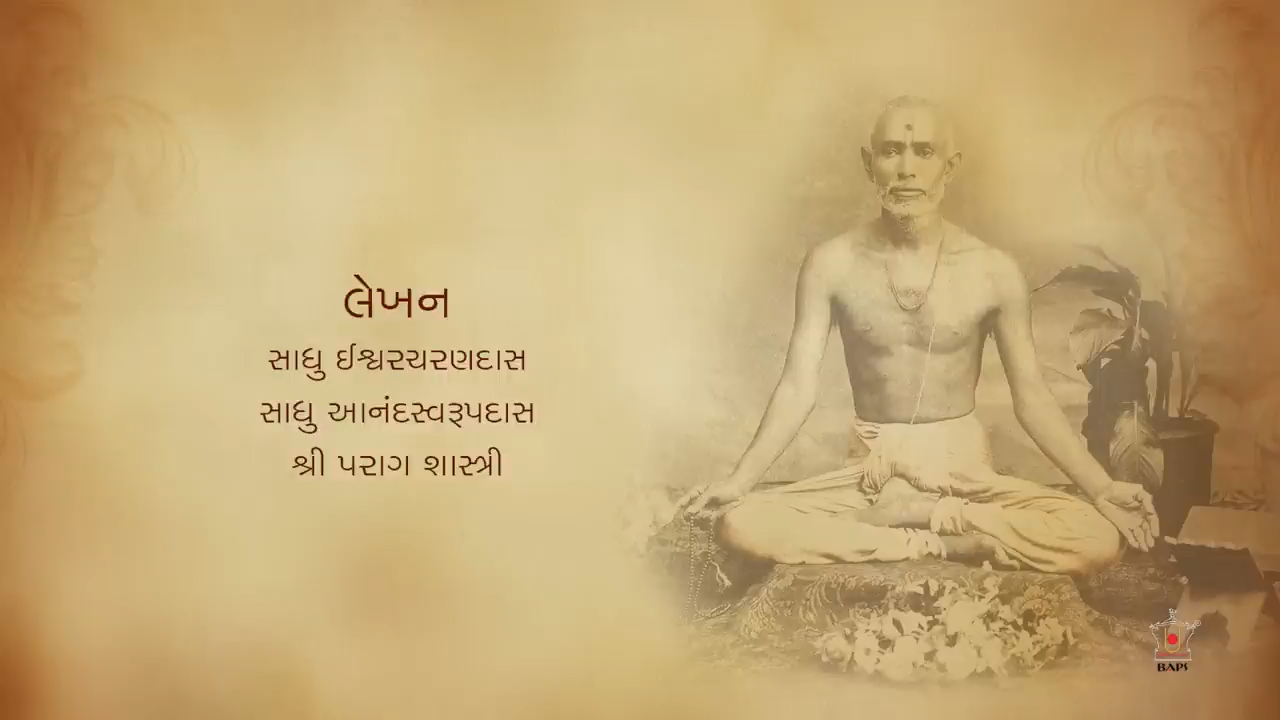 લેખન
સાધુ ઈશ્વરચરણદાસ
સાધુ આનંદસ્વરૂપદાસ
શ્રી પરાગ શાસ્ત્રી
BAPS